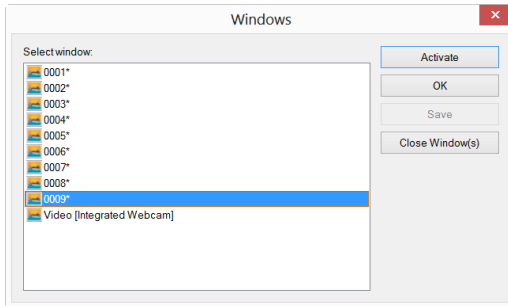 Windows
x
Select window:
0001*
0002*
0003*
0004*
0005*
0006*
0007*
0008*
0009*
Video [Integrated Webcam]
Activate
OK
Save
Close Window(s)